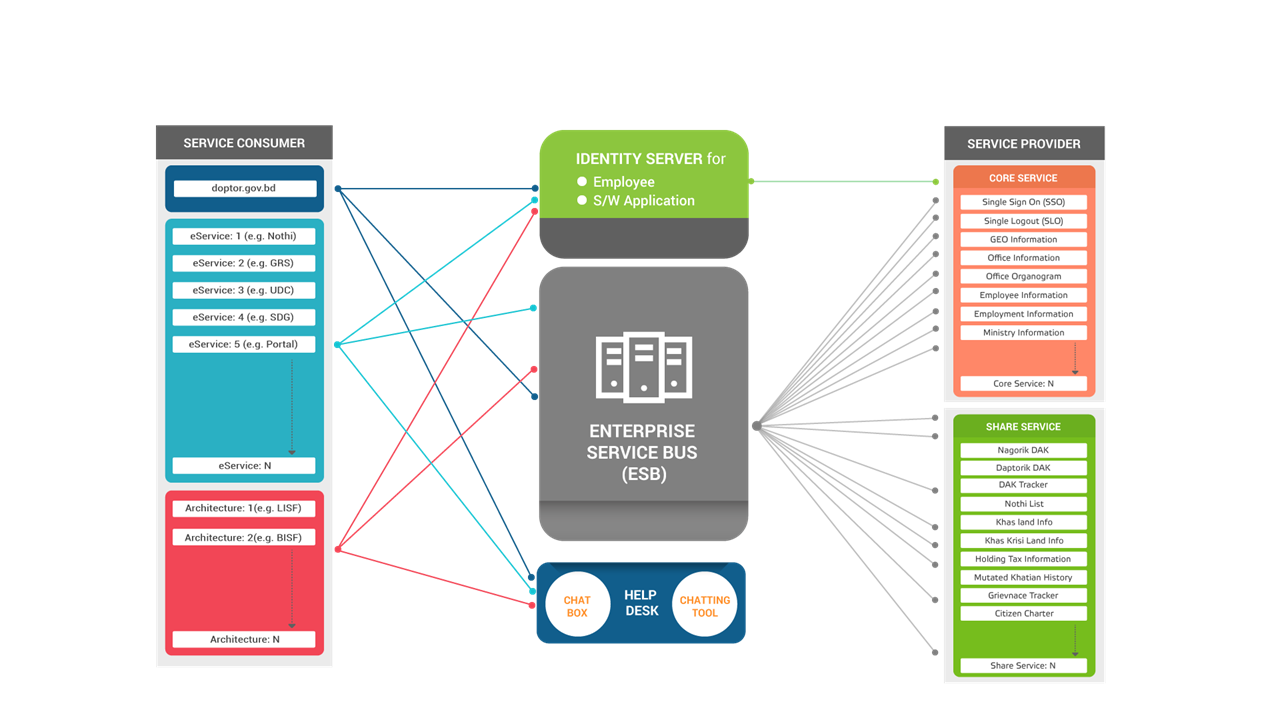 SERVICE CONSUMER
doptor.gov.bd
eService: 1 (e.g. Nothi)
eService: 2 (e.g. GRS)
eService: 3 (e.g. UDC)
eService: 4 (e.g. SDG)
eService: 5 (e.g. Portal)
eService: N
Architecture: 1(e.g. LISF)
Architecture: 2(e.g. BISF)
Architecture: N
IDENTITY SERVER for
Employee
S/W Application
ENTERPRISE
SERVICE BUS
(ESB)
CHAT
BOX
HELP
DESK
CHATTING
TOOL
SERVICE PROVIDER
CORE SERVICE
Single Sign On (SSO)
Single Logout (SLO)
GEO Information
Office Information
Office Organogram
Employee Information
Employment Information
Ministry Information
Core Service: N
SHARE SERVICE
Nagorik DAK
Daptorik DAK
DAK Tracker
Nothi List
Khas land Info
Khas Krisi Land Info
Holding Tax Information
Mutated Khatian History
Grievnace Tracker
Citizen Charter
Share Service: N